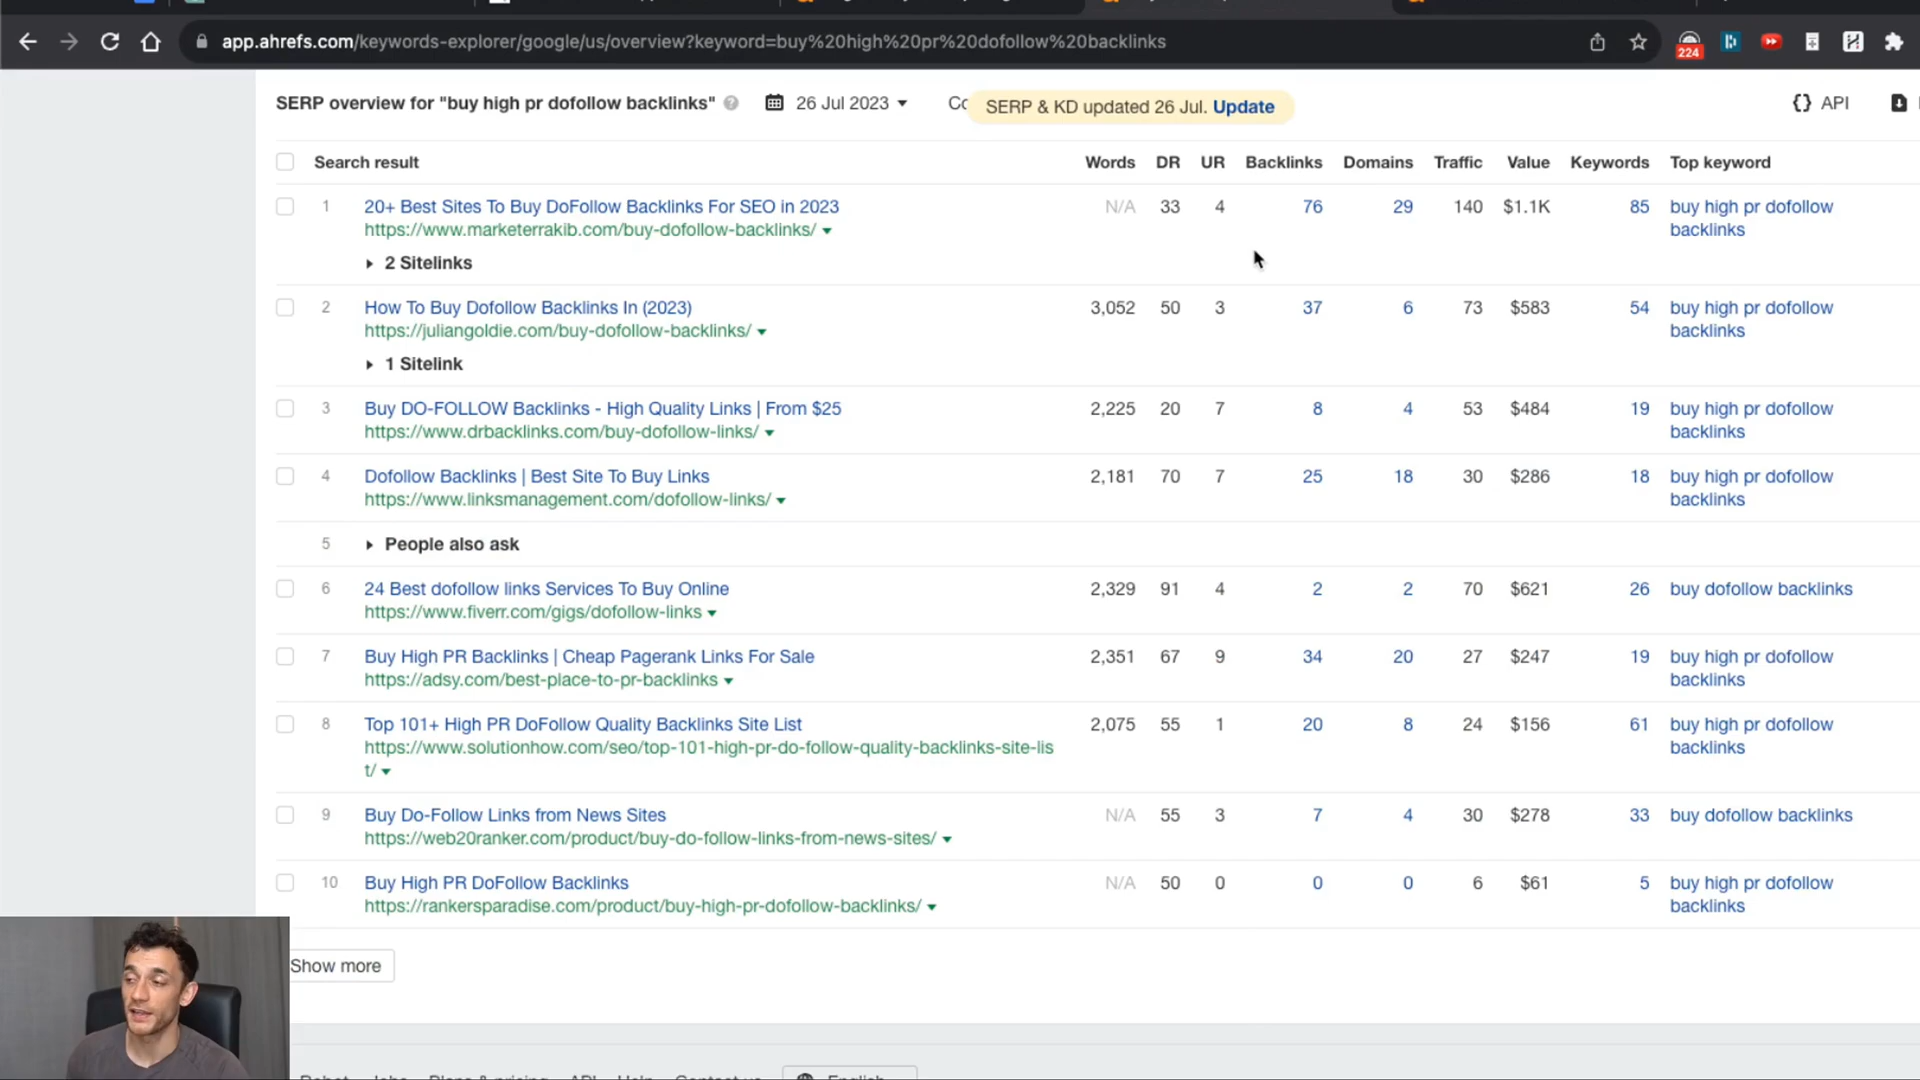 app.ahrefs.com/keywords-explorer/google/us/overview?keyword=buy%20high%20pr%20dofollow%20backlinks
224
SERP overview for "buy high pr dofollow backlinks" ? 26 Jul 2023 SERP & KD updated 26 Jul. Update {} API
Search result Words DR UR Backlinks Domains Traffic Value Keywords Top keyword
1 20+ Best Sites To Buy DoFollow Backlinks For SEO in 2023 N/A 33 4 76 29 140 $1.1K 85 buy high pr dofollow
https://www.marketerrakib.com/buy-dofollow-backlinks/ backlinks
2 Sitelinks
2 How To Buy Dofollow Backlinks In (2023) 3,052 50 3 37 6 73 $583 54 buy high pr dofollow
https://juliangoldie.com/buy-dofollow-backlinks/ backlinks
1 Sitelink
3 Buy DO-FOLLOW Backlinks - High Quality Links | From $25 2,225 20 7 8 4 53 $484 19 buy high pr dofollow
https://www.drbacklinks.com/buy-dofollow-links/ backlinks
4 Dofollow Backlinks | Best Site To Buy Links 2,181 70 7 25 18 30 $286 18 buy high pr dofollow
https://www.linksmanagement.com/dofollow-links/ backlinks
5 People also ask
6 24 Best dofollow links Services To Buy Online 2,329 91 4 2 2 70 $621 26 buy dofollow backlinks
https://www.fiverr.com/gigs/dofollow-links
7 Buy High PR Backlinks | Cheap Pagerank Links For Sale 2,351 67 9 34 20 27 $247 19 buy high pr dofollow
https://adsy.com/best-place-to-pr-backlinks backlinks
8 Top 101+ High PR DoFollow Quality Backlinks Site List 2,075 55 1 20 8 24 $156 61 buy high pr dofollow
https://www.solutionhow.com/seo/top-101-high-pr-do-follow-quality-backlinks-site-lis backlinks
t/
9 Buy Do-Follow Links from News Sites N/A 55 3 7 4 30 $278 33 buy dofollow backlinks
https://web20ranker.com/product/buy-do-follow-links-from-news-sites/
10 Buy High PR DoFollow Backlinks N/A 50 0 0 0 6 $61 5 buy high pr dofollow
https://rankersparadise.com/product/buy-high-pr-dofollow-backlinks/ backlinks
Show more